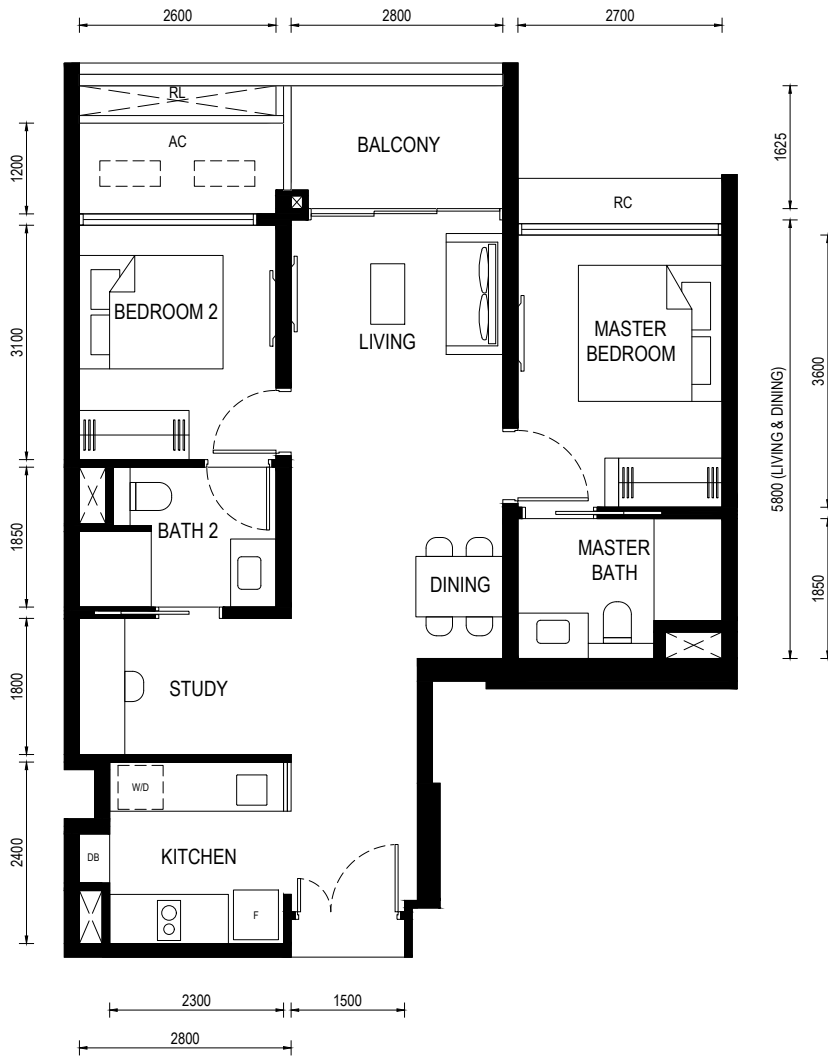 2600
2800
2700
RL
AC
BALCONY
RC
1200
1625
BEDROOM 2
LIVING
MASTER
BEDROOM
3100
5800 (LIVING & DINING)
3600
BATH 2
DINING
MASTER
BATH
1850
1850
STUDY
1800
W/D
KITCHEN
DB
F
2400
2300
1500
2800